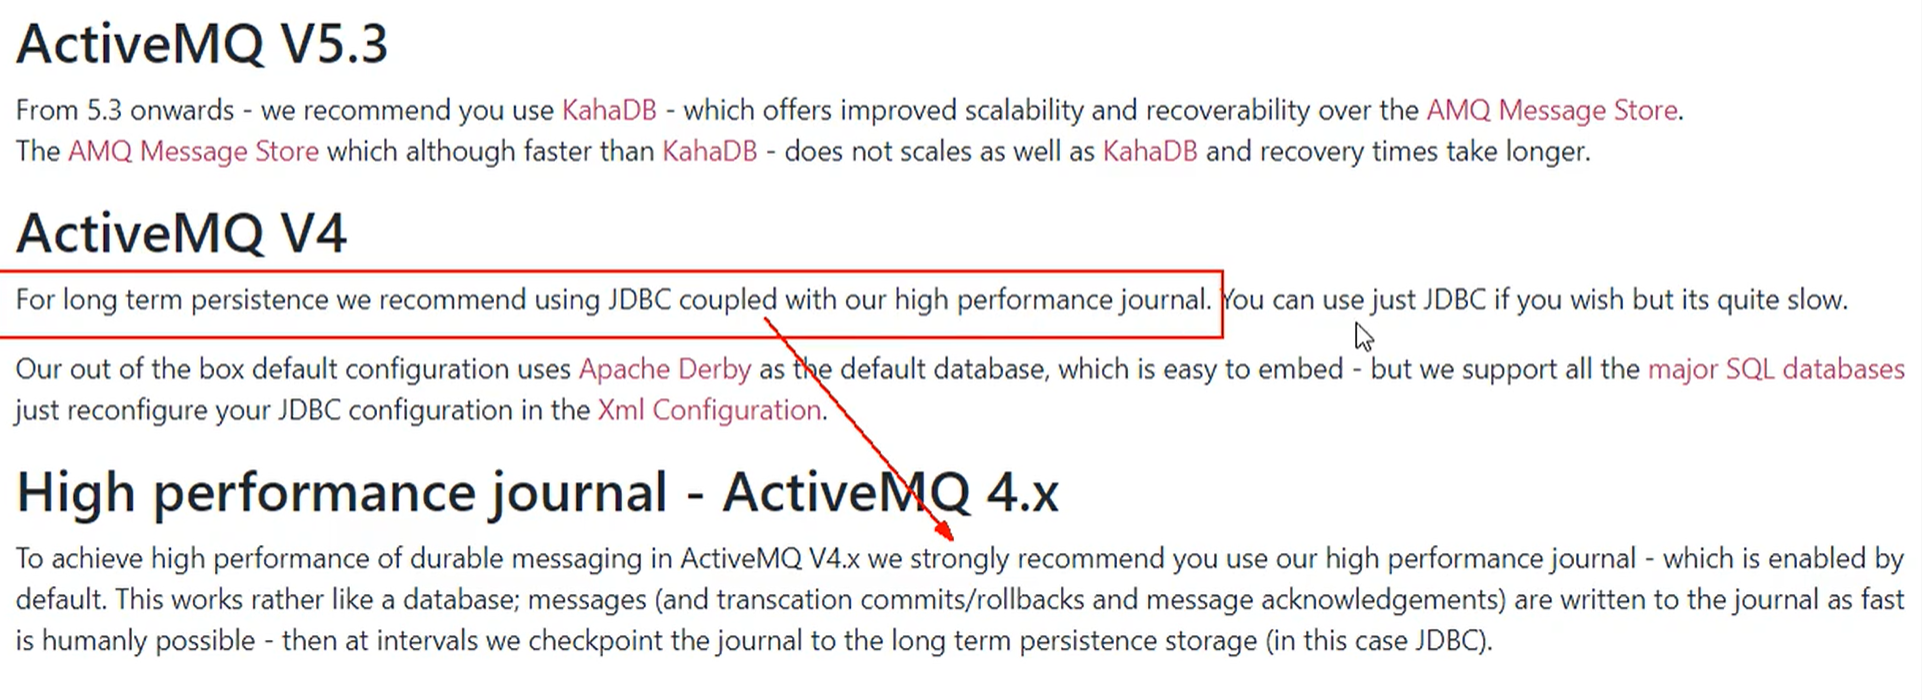 ActiveMQ V5.3
From 5.3 onwards - we recommend you use KahaDB - which offers improved scalability and recoverability over the AMQ Message Store.
The AMQ Message Store which although faster than KahaDB - does not scales as well as KahaDB and recovery times take longer.
ActiveMQ V4
For long term persistence we recommend using JDBC coupled with our high performance journal. You can use just JDBC if you wish but its quite slow.
Our out of the box default configuration uses Apache Derby as the default database, which is easy to embed - but we support all the major SQL databases
just reconfigure your JDBC configuration in the Xml Configuration.
High performance journal - ActiveMQ 4.x
To achieve high performance of durable messaging in ActiveMQ V4.x we strongly recommend you use our high performance journal - which is enabled by
default. This works rather like a database; messages (and transcation commits/rollbacks and message acknowledgements) are written to the journal as fast
is humanly possible - then at intervals we checkpoint the journal to the long term persistence storage (in this case JDBC).